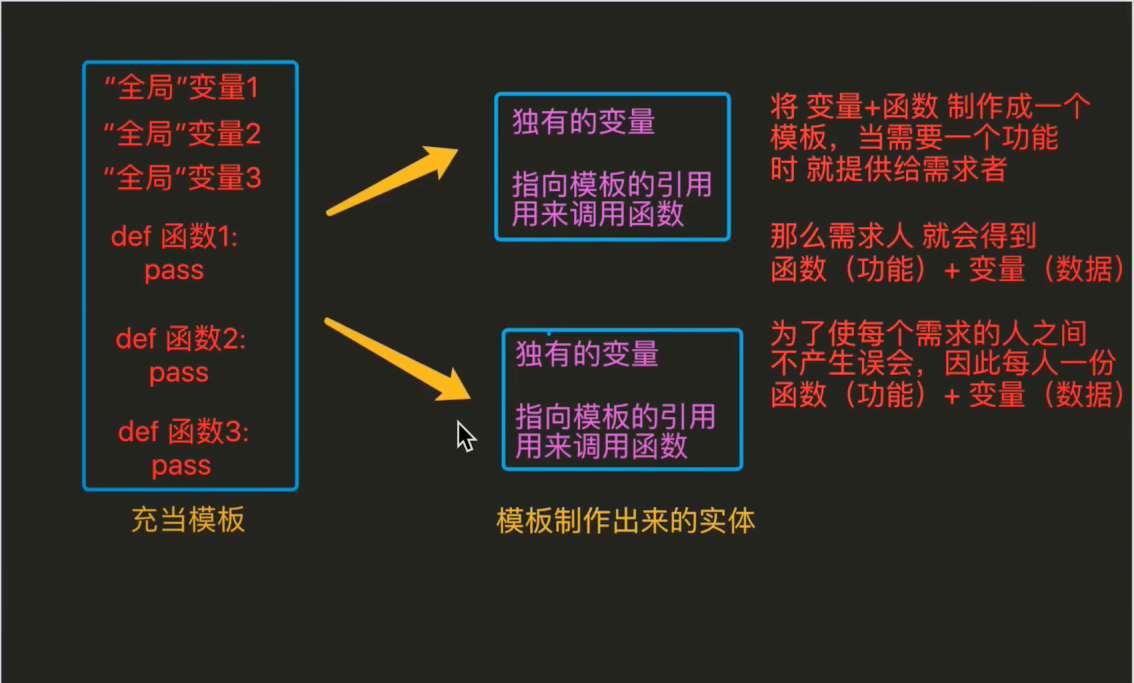 “全局”变量1
“全局”变量2
“全局”变量3
def 函数1:
pass
def 函数2:
pass
def 函数3:
pass
充当模板
独有的变量
指向模板的引用
用来调用函数
独有的变量
指向模板的引用
用来调用函数
模板制作出来的实体
将 变量+函数 制作成一个
模板，当需要一个功能
时 就提供给需求者
那么需求人 就会得到
函数（功能）+ 变量（数据）
为了使每个需求的人之间
不产生误会，因此每人一份
函数（功能）+ 变量（数据）